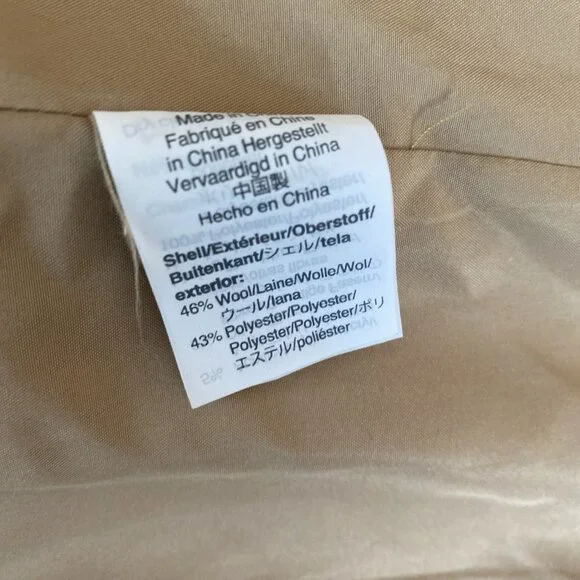 Made in
Fabriqué en Chine
in China Hergestellt
Vervaardigd in China
中国製
Hecho en China
Shell/Extérieur/Oberstoff/
Buitenkant/シェル/tela
exterior:
46% Wool/Laine/Wolle/Wol/
ウール/lana
43% Polyester/Polyester/
Polyester/Polyester/ポリ
エステル/poliéster